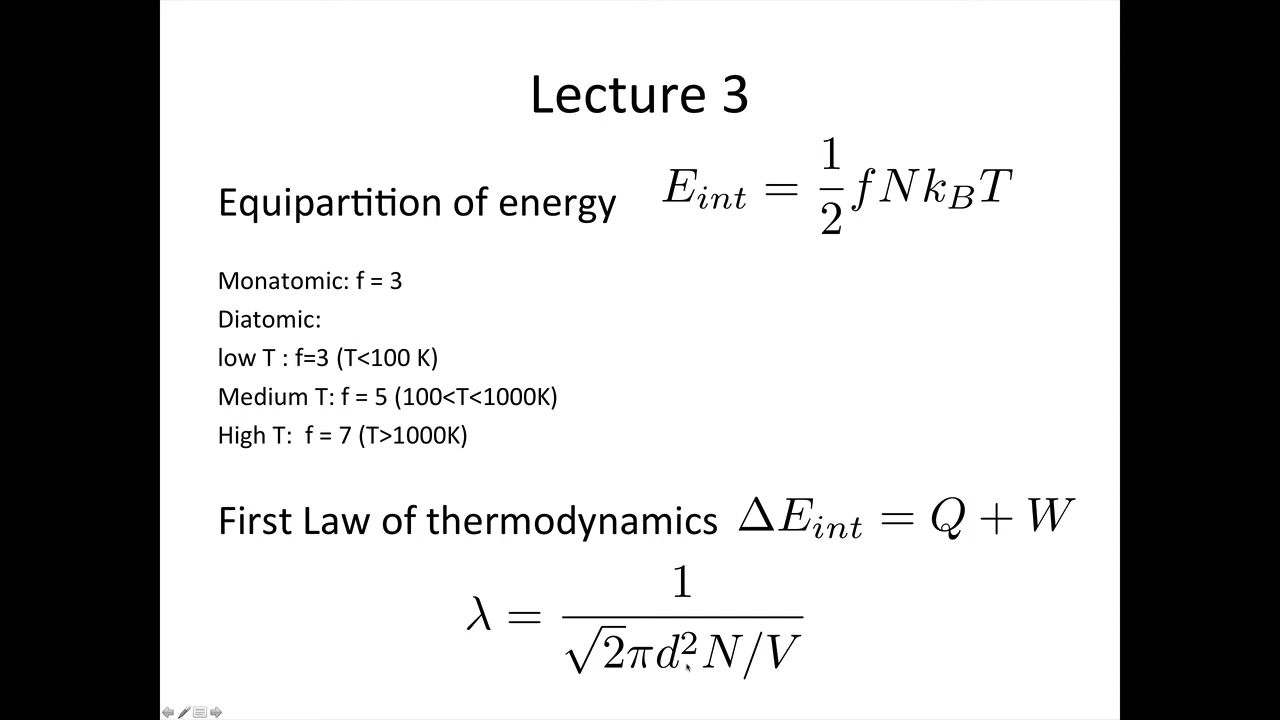 Lecture 3
Equipartition of energy $E_{int} = \frac{1}{2} f N k_B T$
Monatomic: f = 3
Diatomic:
low T : f=3 (T<100 K)
Medium T: f = 5 (100<T<1000K)
High T:  f = 7 (T>1000K)
First Law of thermodynamics $\Delta E_{int} = Q + W$
$\lambda = \frac{1}{\sqrt{2} \pi d^2 N/V}$